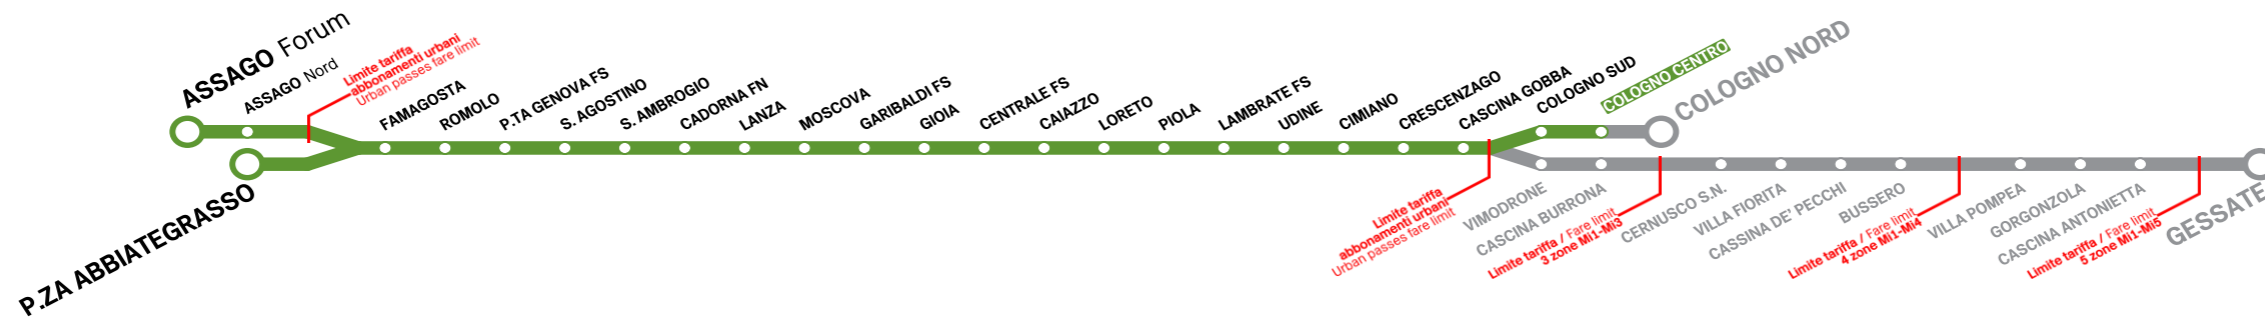 ASSAGO Forum
ASSAGO Nord
P.ZA ABBIATEGRASSO
Limite tariffa
abbonamenti urbani
Urban passes fare limit
FAMAGOSTA
ROMOLO
P.TA GENOVA FS
S. AGOSTINO
S. AMBROGIO
CADORNA FN
LANZA
MOSCOVA
GARIBALDI FS
GIOIA
CENTRALE FS
CAIAZZO
LORETO
PIOLA
LAMBRATE FS
UDINE
CIMIANO
CRESCENZAGO
CASCINA GOBBA
COLOGNO SUD
COLOGNO CENTRO
COLOGNO NORD
Limite tariffa
abbonamenti urbani
Urban passes fare limit
VIMODRONE
CASCINA BURRONA
Limite tariffa / Fare limit
3 zone Mi1-Mi3
CERNUSCO S.N.
VILLA FIORITA
CASSINA DE' PECCHI
BUSSERO
Limite tariffa / Fare limit
4 zone Mi1-Mi4
VILLA POMPEA
GORGONZOLA
CASCINA ANTONIETTA
Limite tariffa / Fare limit
5 zone Mi1-Mi5
GESSATE